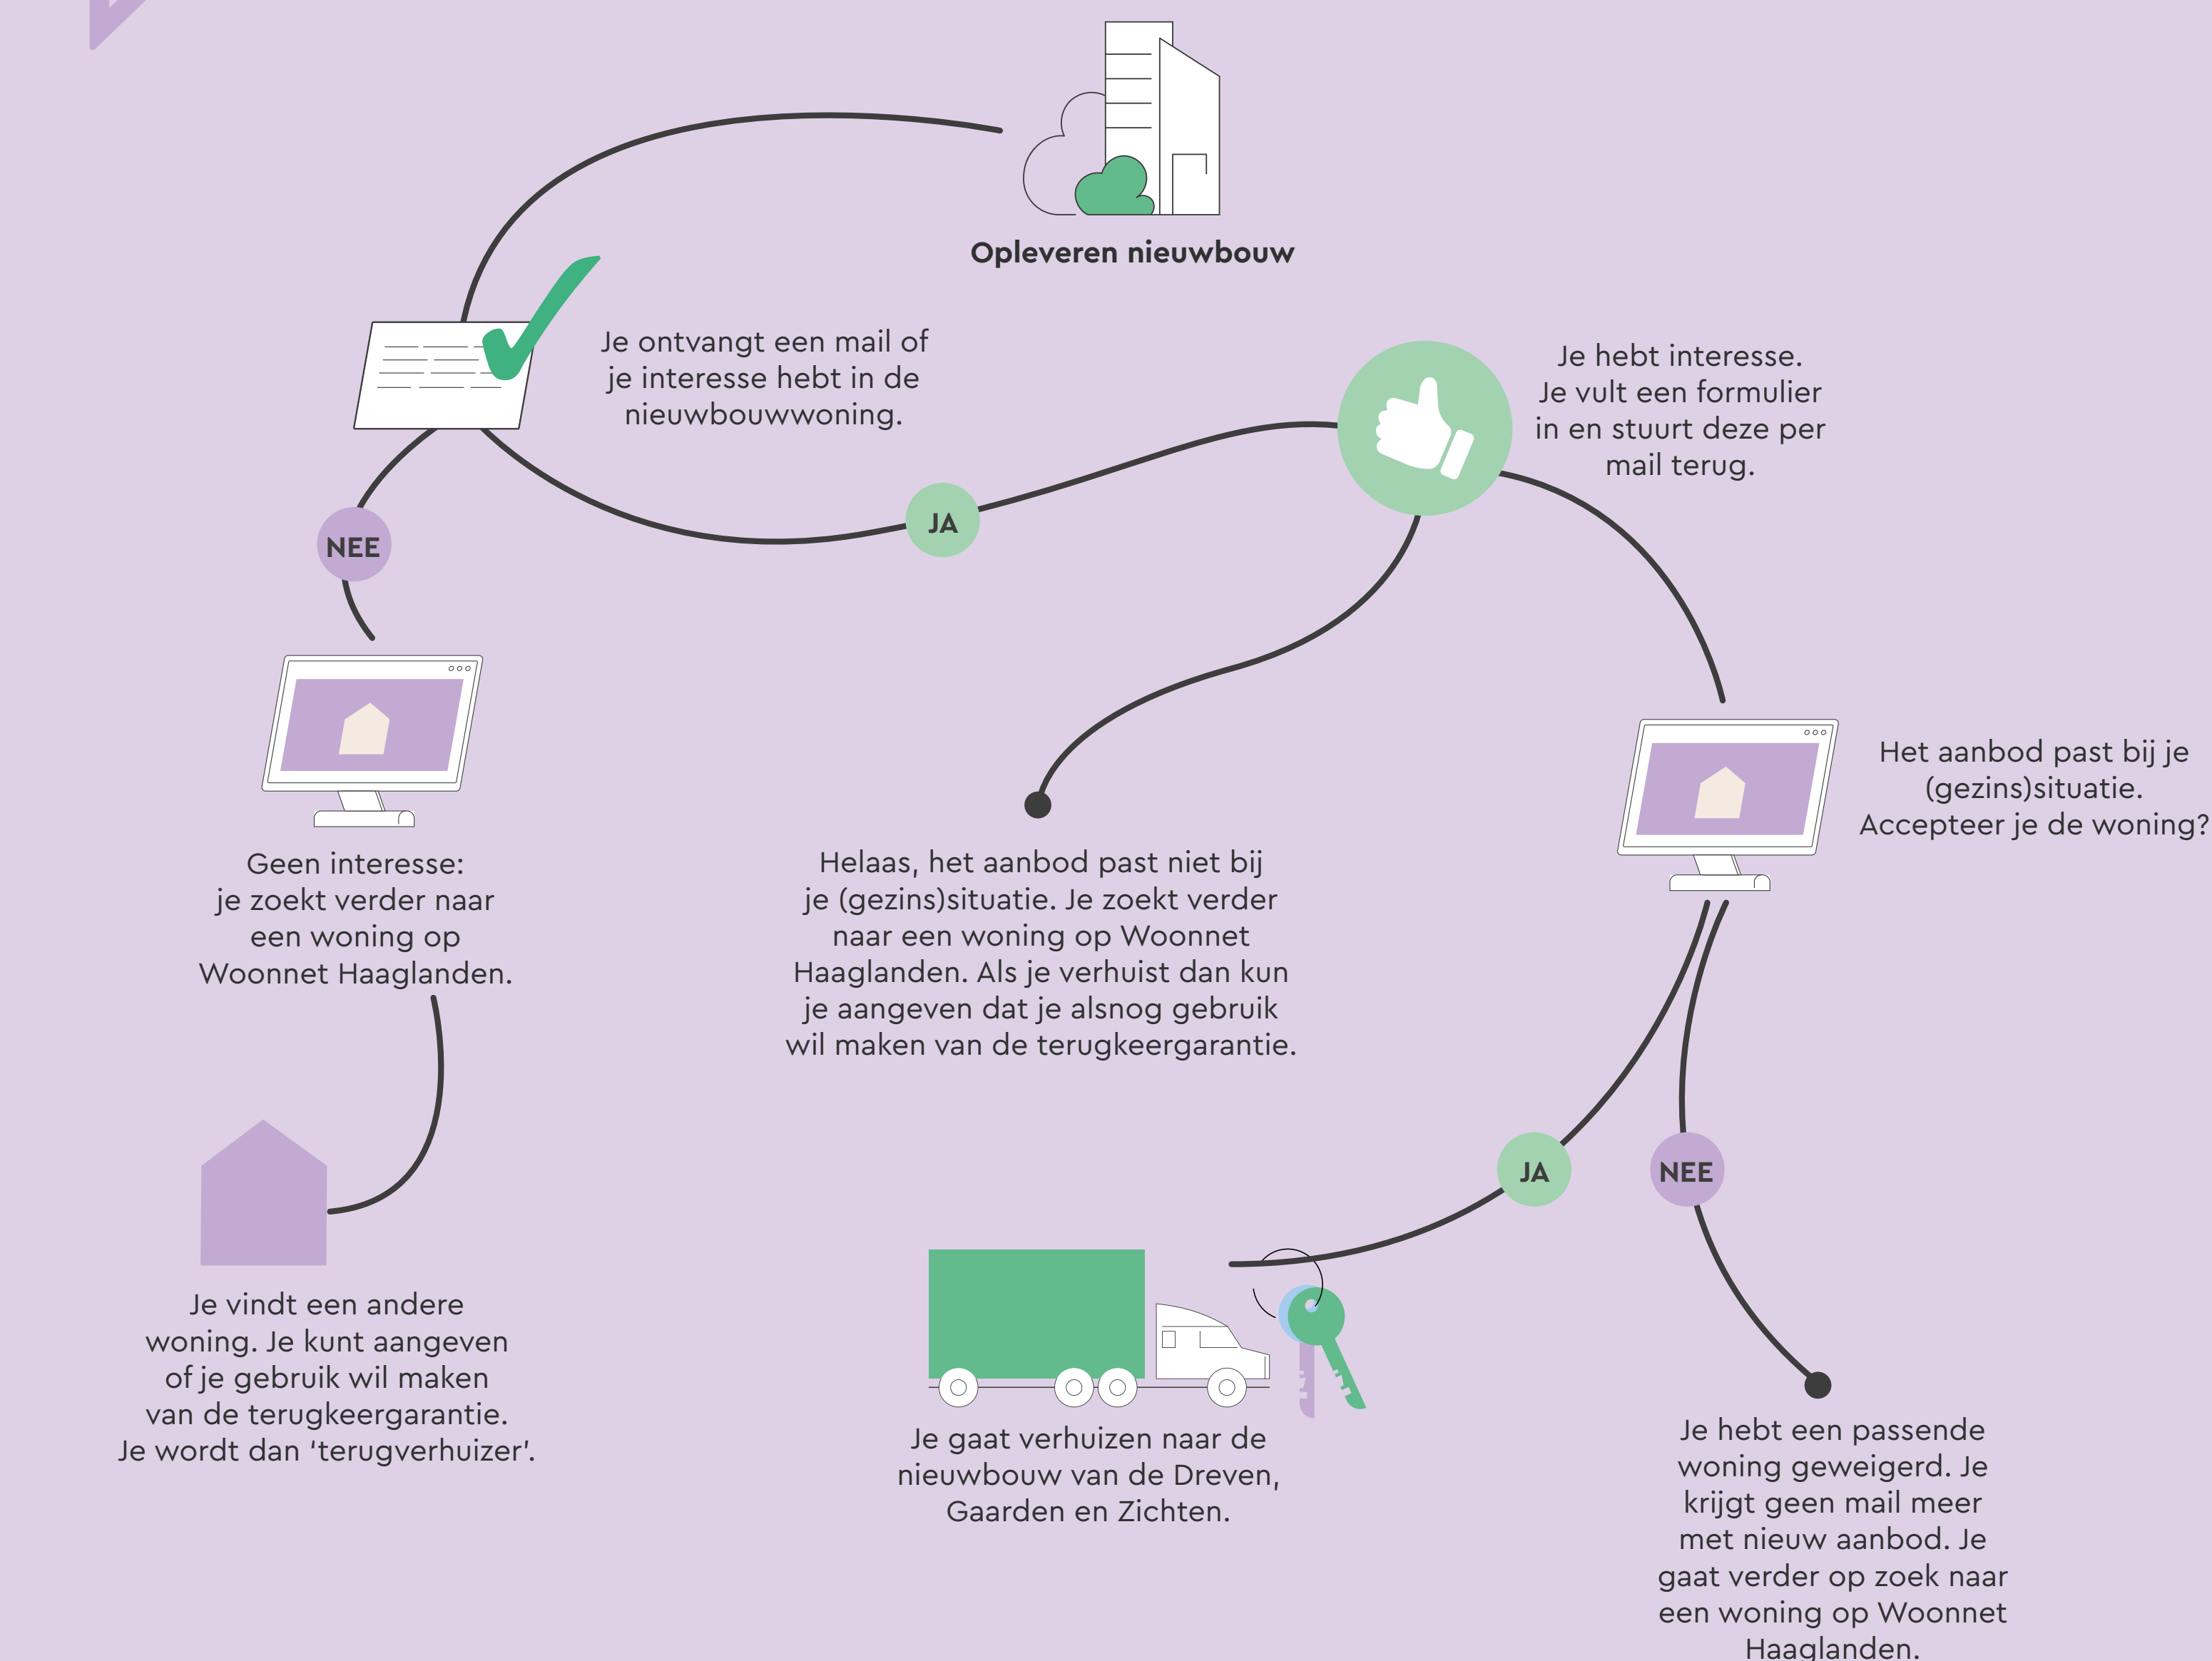 Opleveren nieuwbouw
Je ontvangt een mail of
je interesse hebt in de
nieuwbouwwoning.
Je hebt interesse.
Je vult een formulier
in en stuurt deze per
mail terug.
JA
NEE
Het aanbod past bij je
(gezins)situatie.
Accepteer je de woning?
Geen interesse:
je zoekt verder naar
een woning op
Woonnet Haaglanden.
Helaas, het aanbod past niet bij
je (gezins)situatie. Je zoekt verder
naar een woning op Woonnet
Haaglanden. Als je verhuist dan kun
je aangeven dat je alsnog gebruik
wil maken van de terugkeergarantie.
JA
NEE
Je vindt een andere
woning. Je kunt aangeven
of je gebruik wil maken
van de terugkeergarantie.
Je wordt dan ‘terugverhuizer’.
Je gaat verhuizen naar de
nieuwbouw van de Dreven,
Gaarden en Zichten.
Je hebt een passende
woning geweigerd. Je
krijgt geen mail meer
met nieuw aanbod. Je
gaat verder op zoek naar
een woning op Woonnet
Haaglanden.